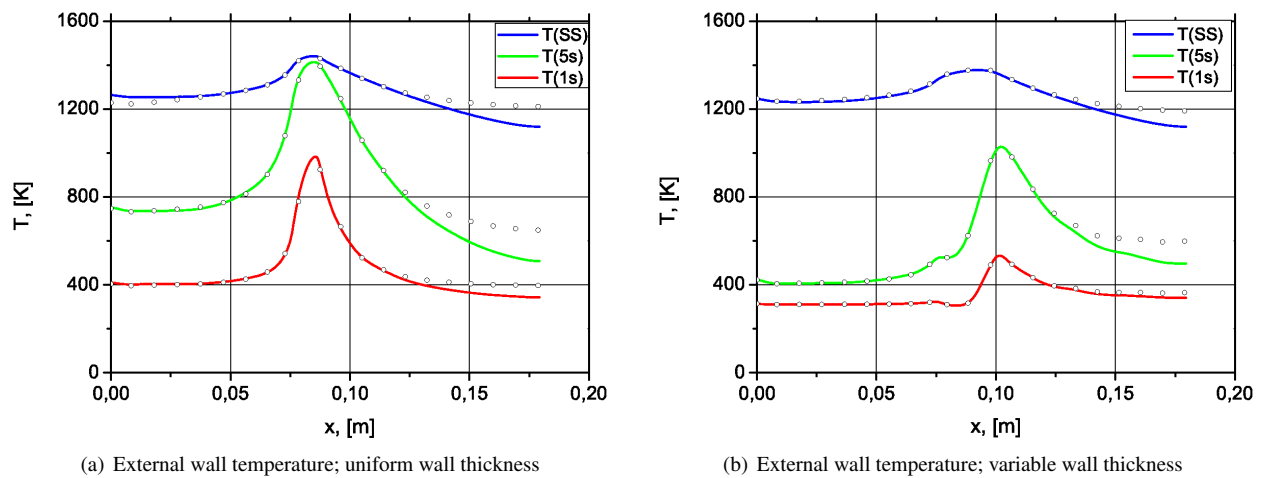 1600
1200
800
400
0
T, [K]
0,00
0,05
0,10
0,15
0,20
x, [m]
T(SS)
T(5s)
T(1s)
(a) External wall temperature; uniform wall thickness
1600
1200
800
400
0
T, [K]
0,00
0,05
0,10
0,15
0,20
x, [m]
T(SS)
T(5s)
T(1s)
(b) External wall temperature; variable wall thickness